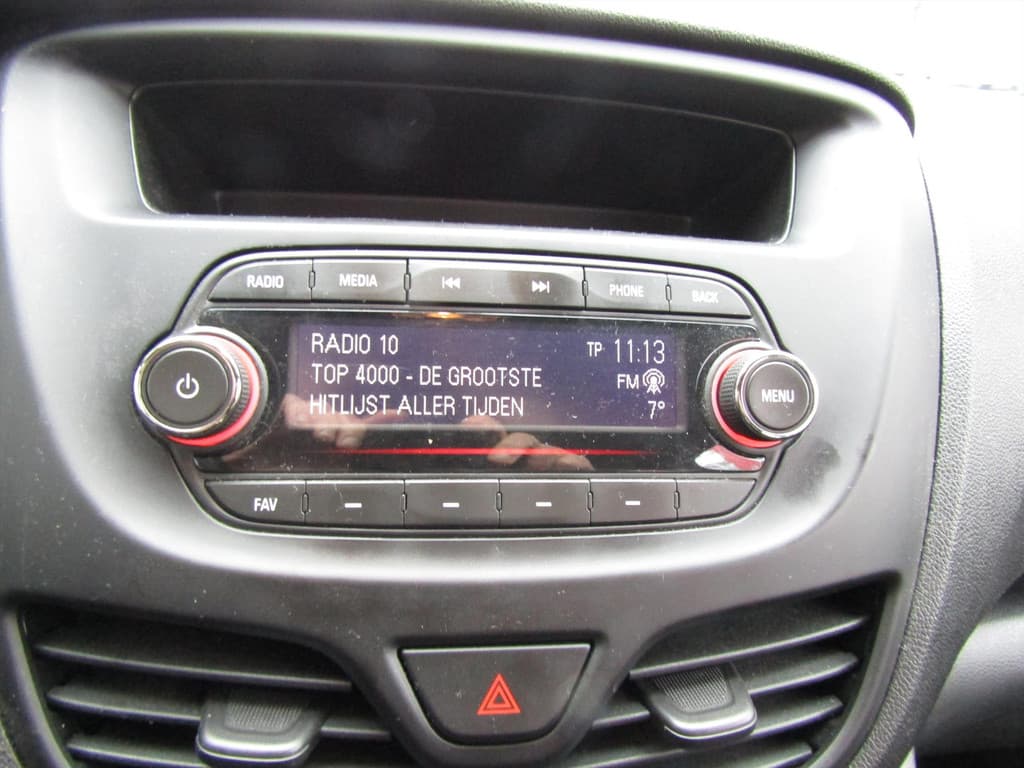 RADIO MEDIA PHONE BACK
RADIO 10 TP 11:13
TOP 4000 - DE GROOTSTE FM
HITLIJST ALLER TIJDEN 7°
MENU
FAV